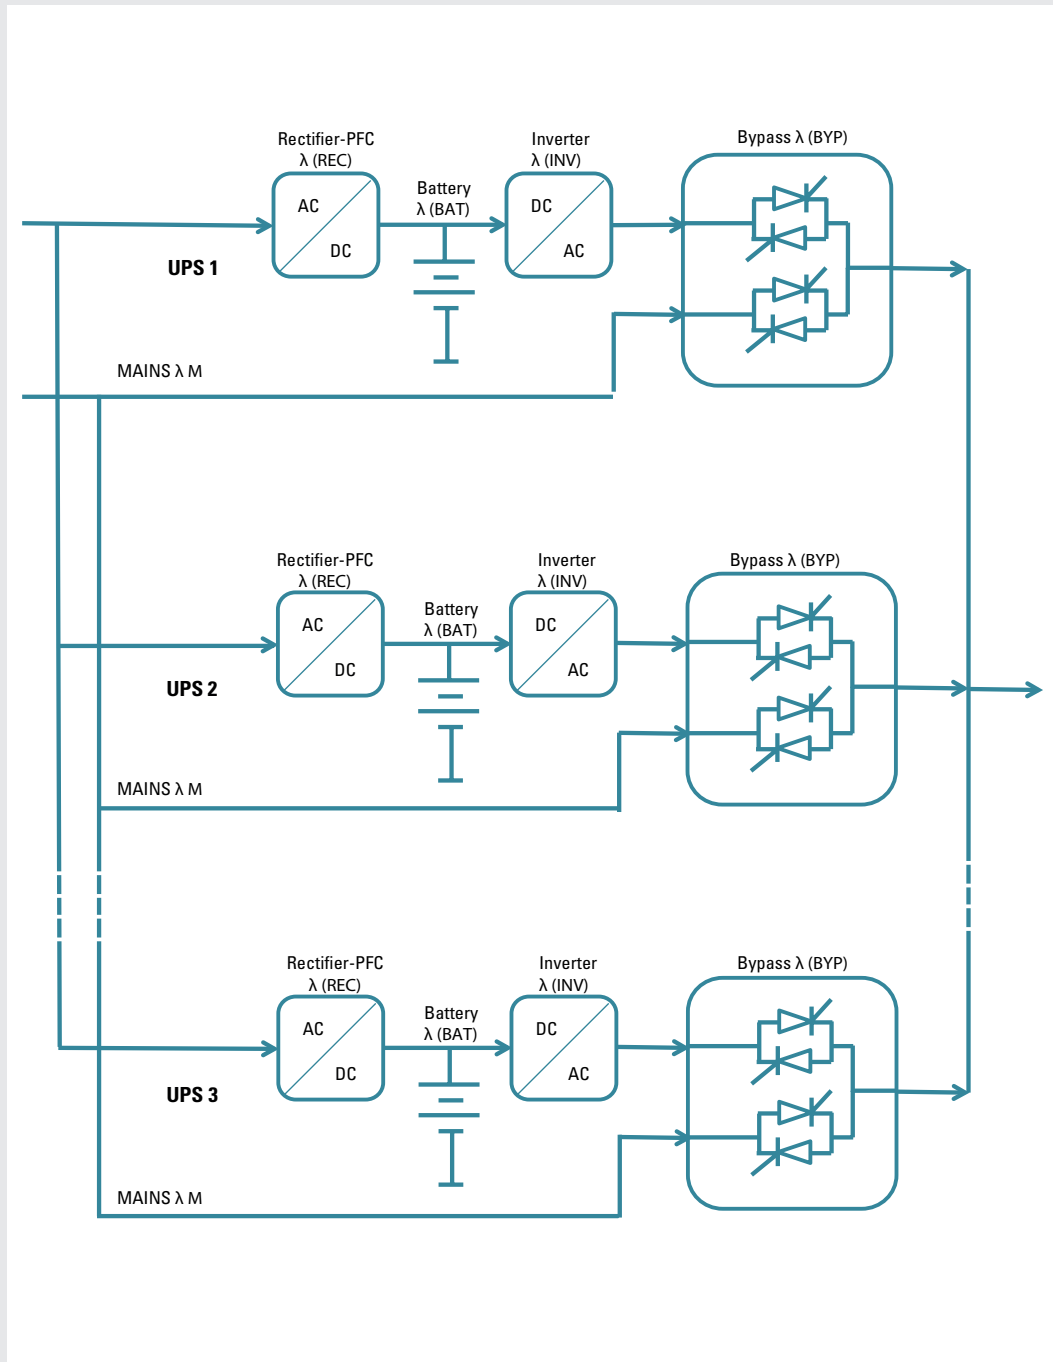 Rectifier-PFC
λ (REC)
Inverter
λ (INV)
Bypass λ (BYP)
Battery
λ (BAT)
AC
DC
DC
AC
UPS 1
MAINS λ M
Rectifier-PFC
λ (REC)
Inverter
λ (INV)
Bypass λ (BYP)
Battery
λ (BAT)
AC
DC
DC
AC
UPS 2
MAINS λ M
Rectifier-PFC
λ (REC)
Inverter
λ (INV)
Bypass λ (BYP)
Battery
λ (BAT)
AC
DC
DC
AC
UPS 3
MAINS λ M